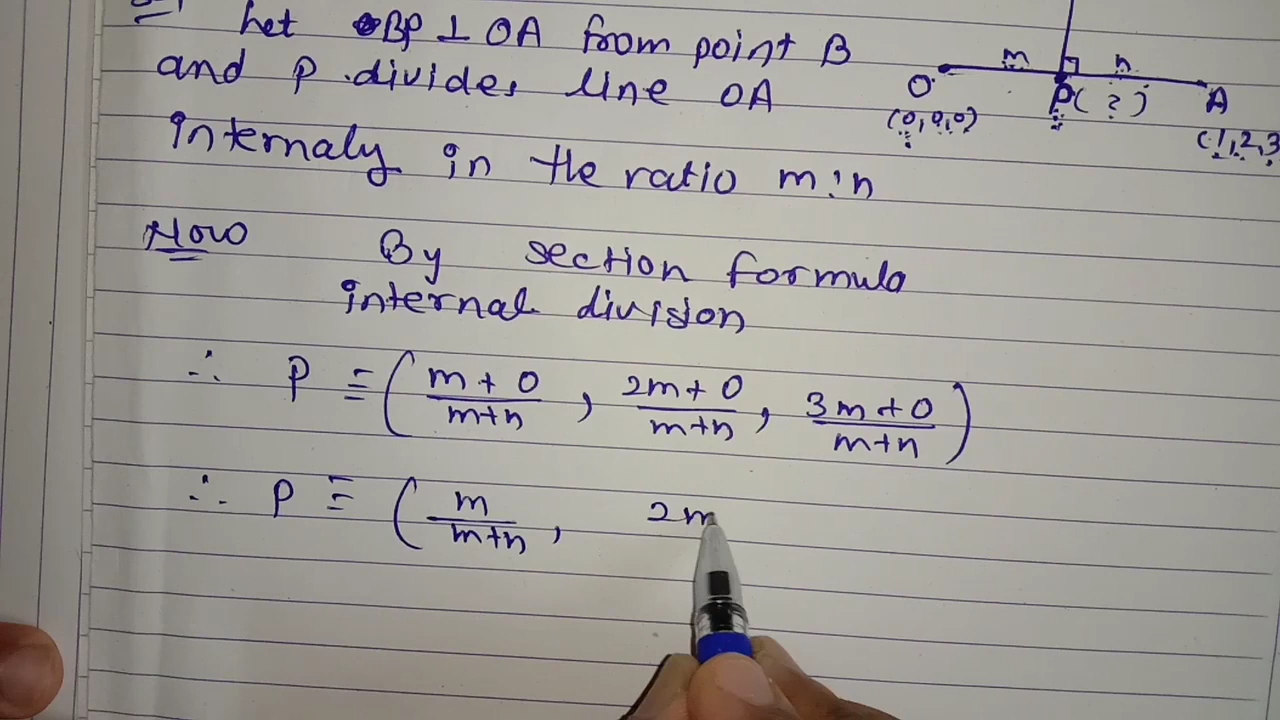 het BP ⊥ OA from point B
and P divides line OA
internaly in the ratio m:n
Now By section formula
internal division
∴ P ≡ ( m + 0 / m+n , 2m + 0 / m+n , 3m + 0 / m+n )
∴ P ≡ ( m / m+n , 2m
m n
O P( ? ) A
(0,0,0) (1,2,3